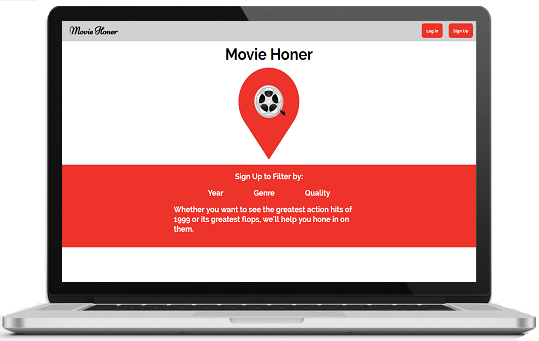 Movie Honer
Log In
Sign Up
Movie Honer
Sign Up to Filter by:
Year
Genre
Quality
Whether you want to see the greatest action hits of
1999 or its greatest flops, we'll help you hone in on
them.